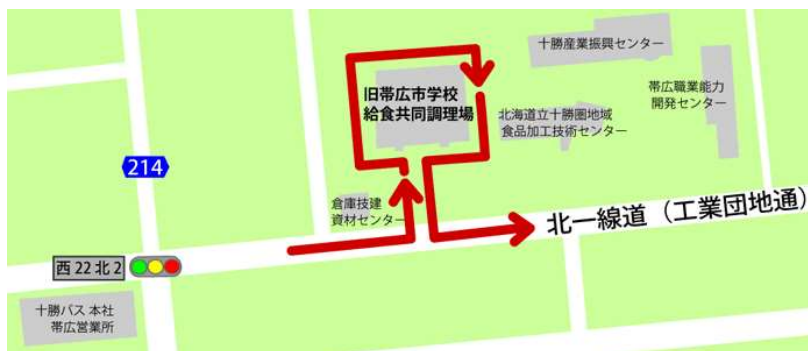 十勝産業振興センター
旧帯広市学校
給食共同調理場
帯広職業能力
開発センター
北海道立十勝圏地域
食品加工技術センター
214
倉庫技建
資材センター
北一線道（工業団地通）
西22北2
十勝バス 本社
帯広営業所